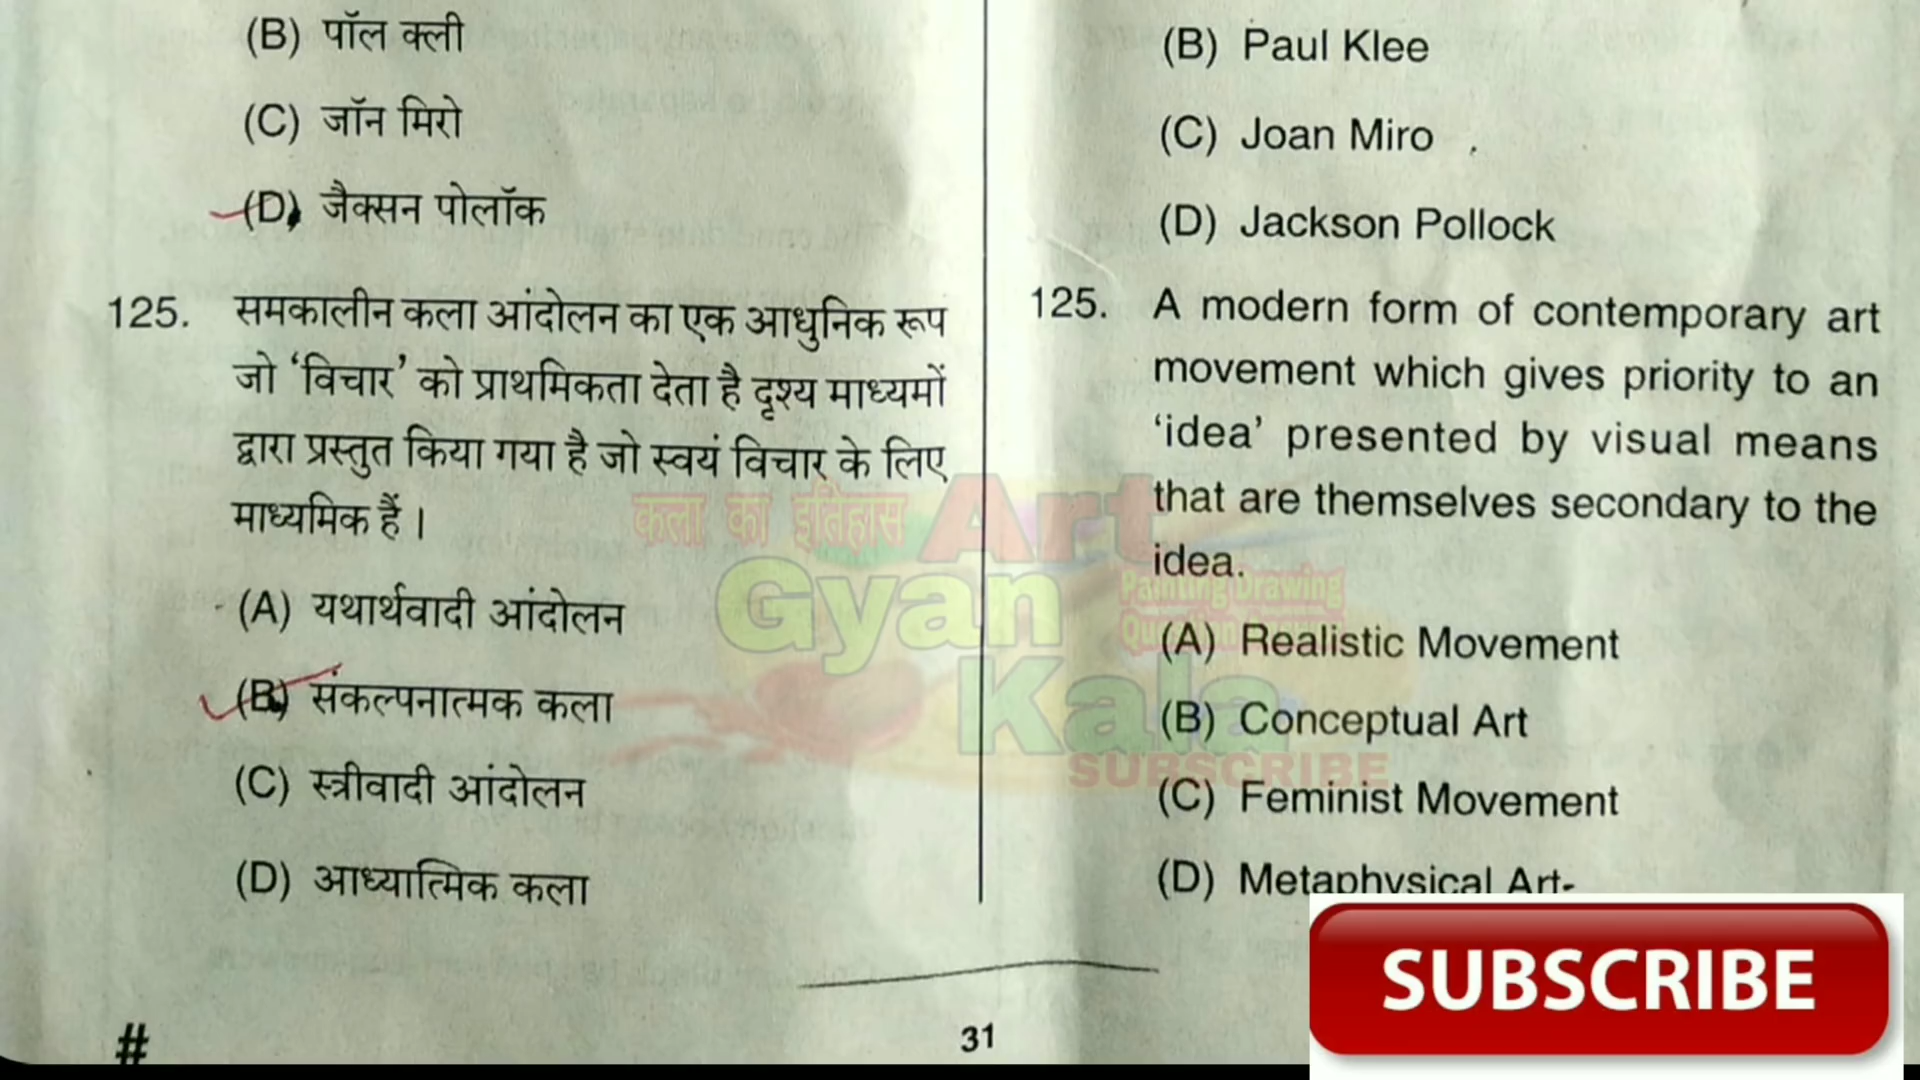 (B) पॉल क्ली
(C) जॉन मिरो
(D) जैक्सन पोलॉक
125. समकालीन कला आंदोलन का एक आधुनिक रूप
जो ‘विचार’ को प्राथमिकता देता है दृश्य माध्यमों
द्वारा प्रस्तुत किया गया है जो स्वयं विचार के लिए
माध्यमिक हैं ।
(A) यथार्थवादी आंदोलन
(B) संकल्पनात्मक कला
(C) स्त्रीवादी आंदोलन
(D) आध्यात्मिक कला
(B) Paul Klee
(C) Joan Miro
(D) Jackson Pollock
125. A modern form of contemporary art
movement which gives priority to an
‘idea’ presented by visual means
that are themselves secondary to the
idea.
(A) Realistic Movement
(B) Conceptual Art
(C) Feminist Movement
(D) Metaphysical Art
कला का इतिहास Art
Gyan
Painting Drawing
Kala
SUBSCRIBE
# 31
SUBSCRIBE